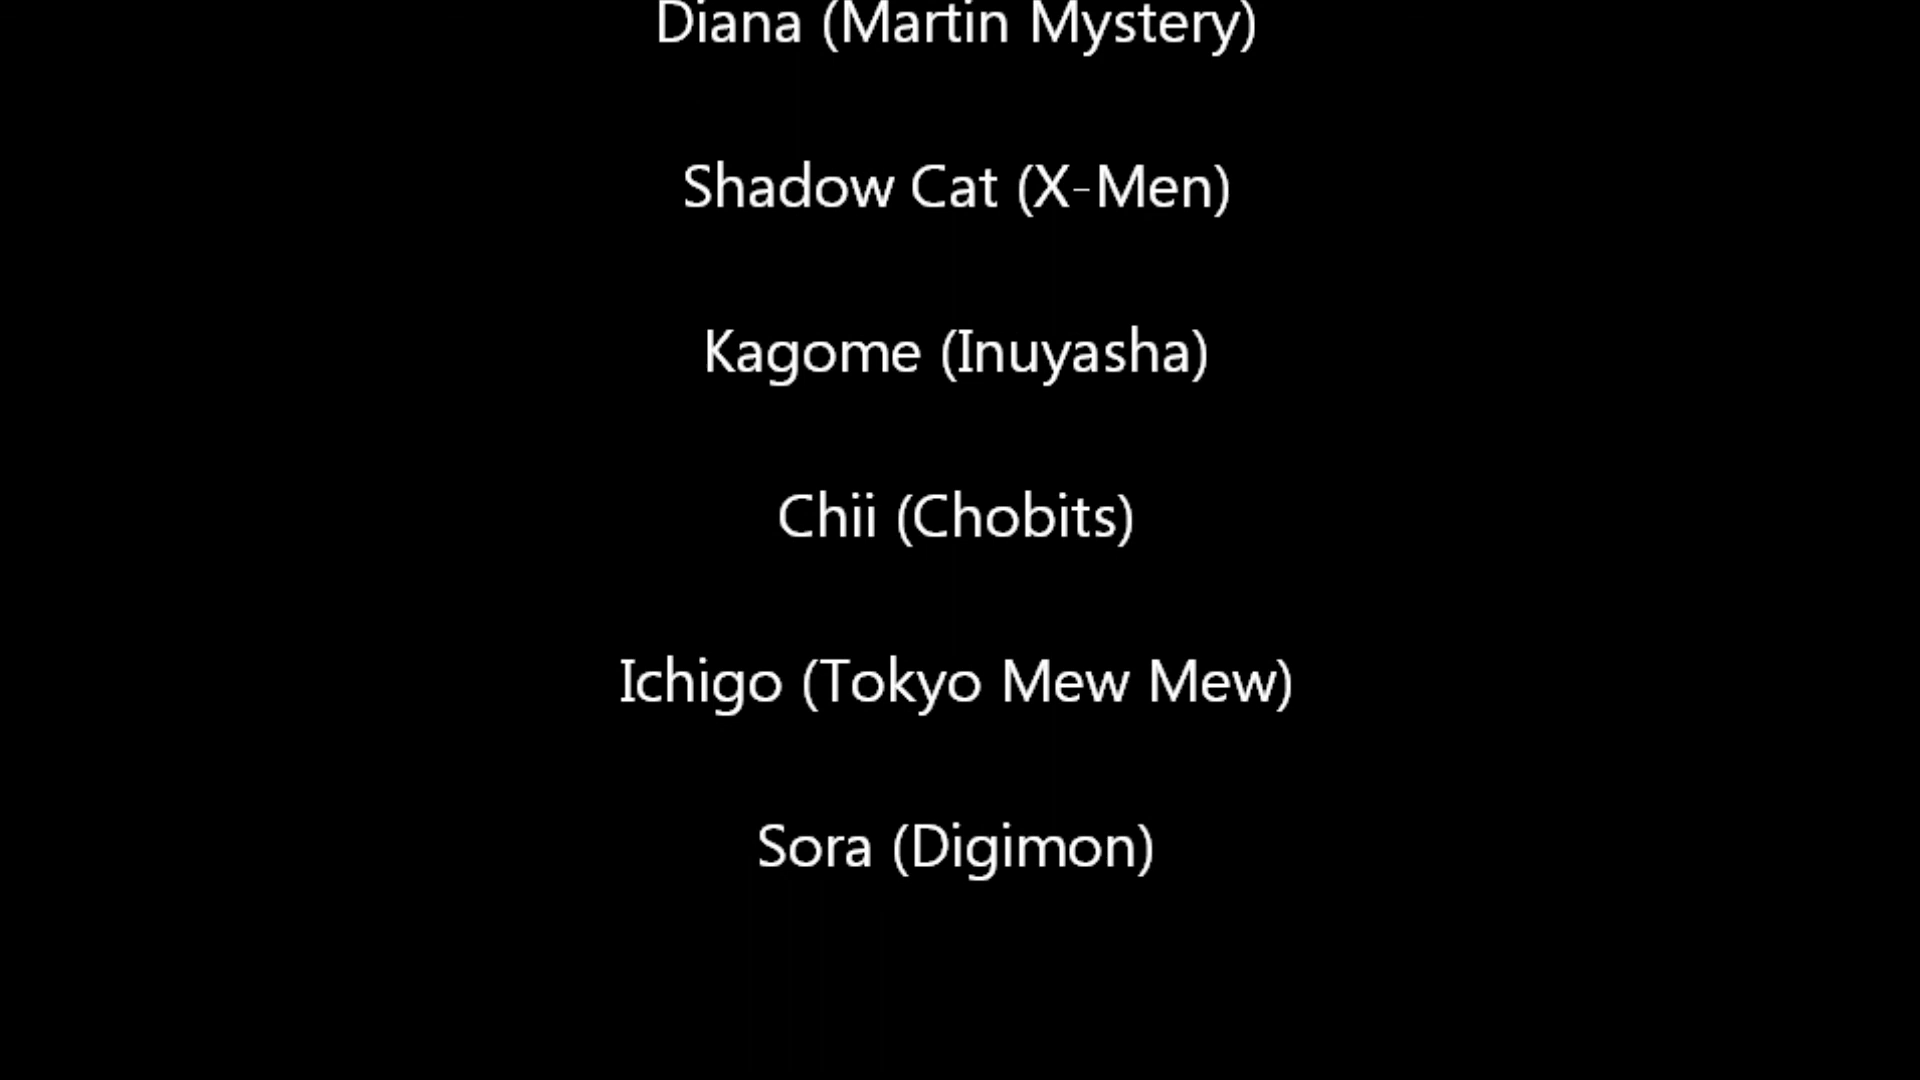 Diana (Martin Mystery)
Shadow Cat (X-Men)
Kagome (Inuyasha)
Chii (Chobits)
Ichigo (Tokyo Mew Mew)
Sora (Digimon)